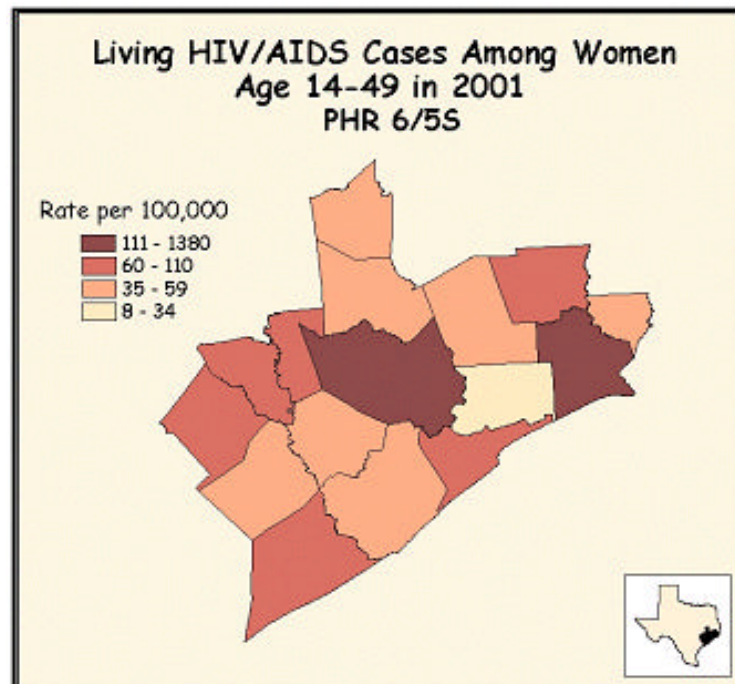 Living HIV/AIDS Cases Among Women
Age 14-49 in 2001
PHR 6/5S
Rate per 100,000
111 - 1380
60 - 110
35 - 59
8 - 34